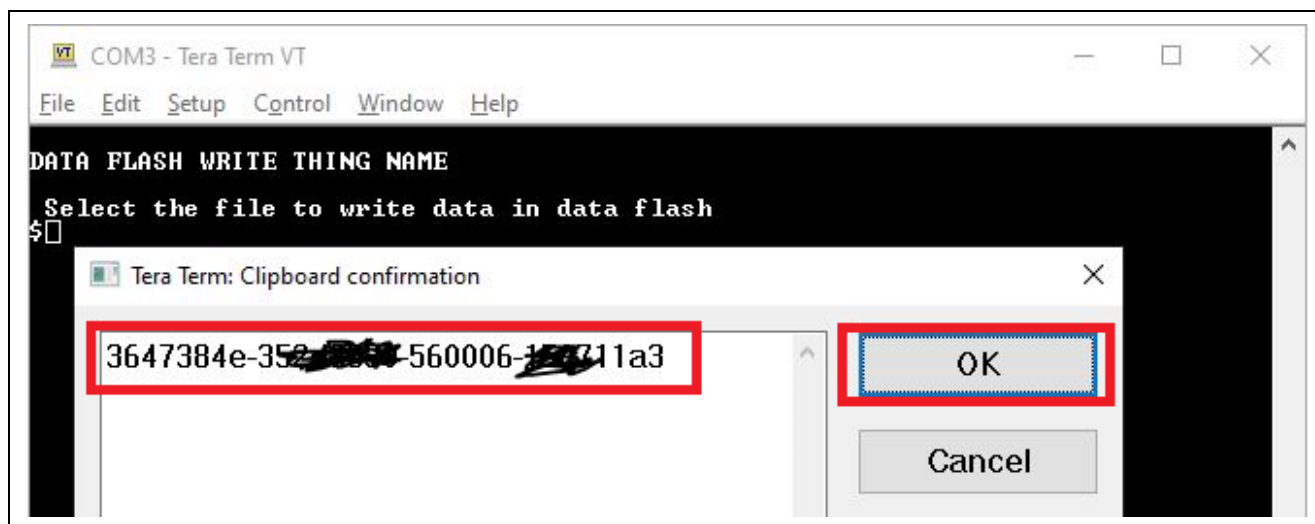 COM3 - Tera Term VT
File Edit Setup Control Window Help
DATA FLASH WRITE THING NAME
Select the file to write data in data flash
$
Tera Term: Clipboard confirmation
3647384e-35 -560006- 11a3
OK
Cancel